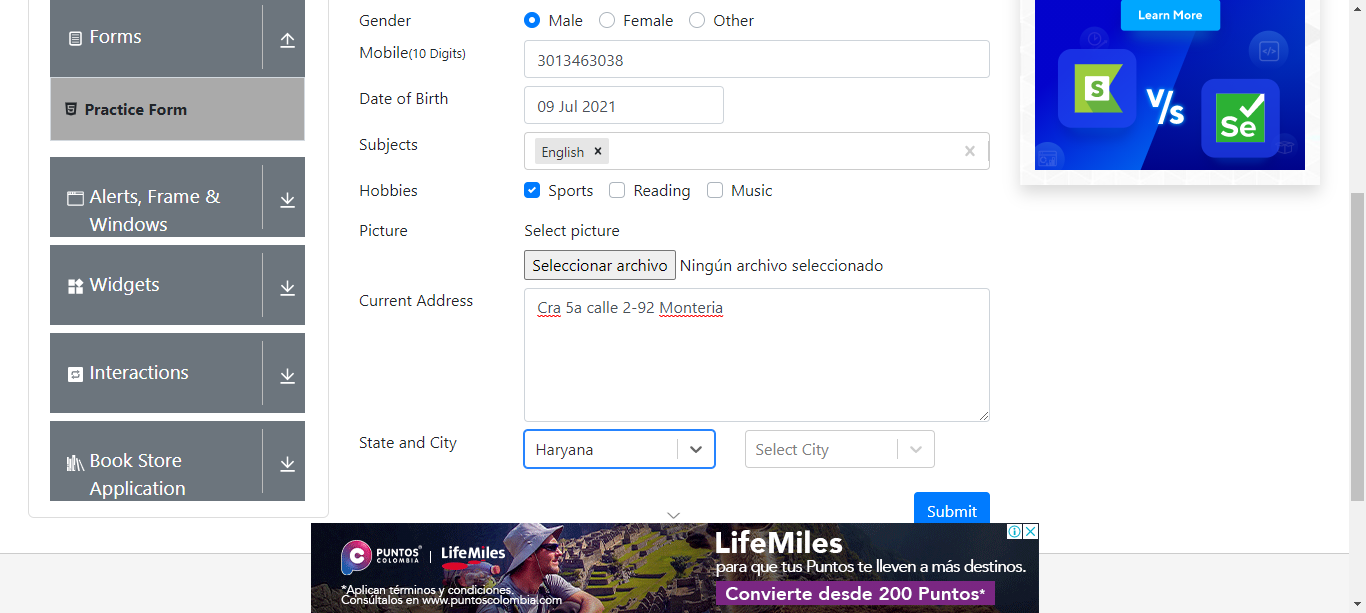 Forms
Practice Form
Alerts, Frame &
Windows
Widgets
Interactions
Book Store
Application
Gender
Male Female Other
Mobile(10 Digits)
3013463038
Date of Birth
09 Jul 2021
Subjects
English ×
Hobbies
Sports Reading Music
Picture
Select picture
Seleccionar archivo Ningún archivo seleccionado
Current Address
Cra 5a calle 2-92 Monteria
State and City
Haryana
Select City
Submit
Learn More
S
V/s
Se
C PUNTOS COLOMBIA | LifeMiles
*Aplican términos y condiciones.
Consúltalos en www.puntoscolombia.com
LifeMiles
para que tus Puntos te lleven a más destinos.
Convierte desde 200 Puntos*